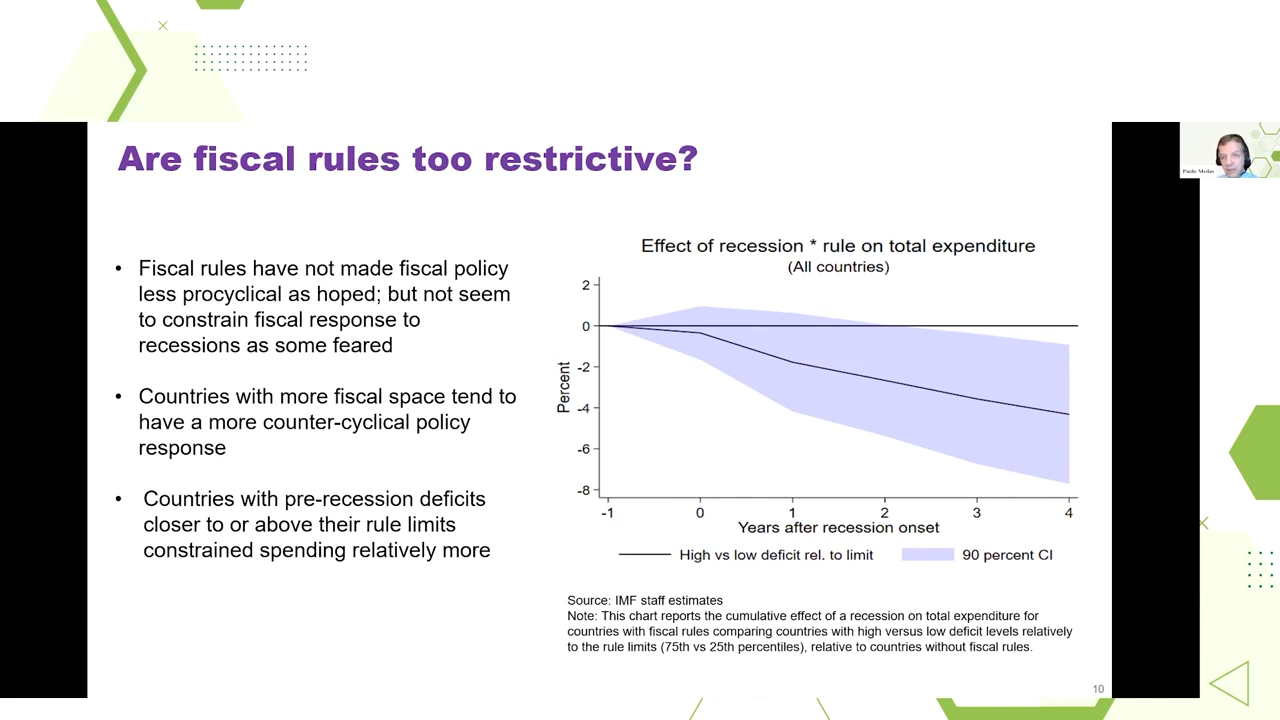 Are fiscal rules too restrictive?
Paulo Medas
• Fiscal rules have not made fiscal policy
less procyclical as hoped; but not seem
to constrain fiscal response to
recessions as some feared
• Countries with more fiscal space tend to
have a more counter-cyclical policy
response
• Countries with pre-recession deficits
closer to or above their rule limits
constrained spending relatively more
Effect of recession * rule on total expenditure
(All countries)
Percent
2
0
-2
-4
-6
-8
-1 0 1 2 3 4
Years after recession onset
High vs low deficit rel. to limit 90 percent CI
Source: IMF staff estimates
Note: This chart reports the cumulative effect of a recession on total expenditure for
countries with fiscal rules comparing countries with high versus low deficit levels relatively
to the rule limits (75th vs 25th percentiles), relative to countries without fiscal rules.
10